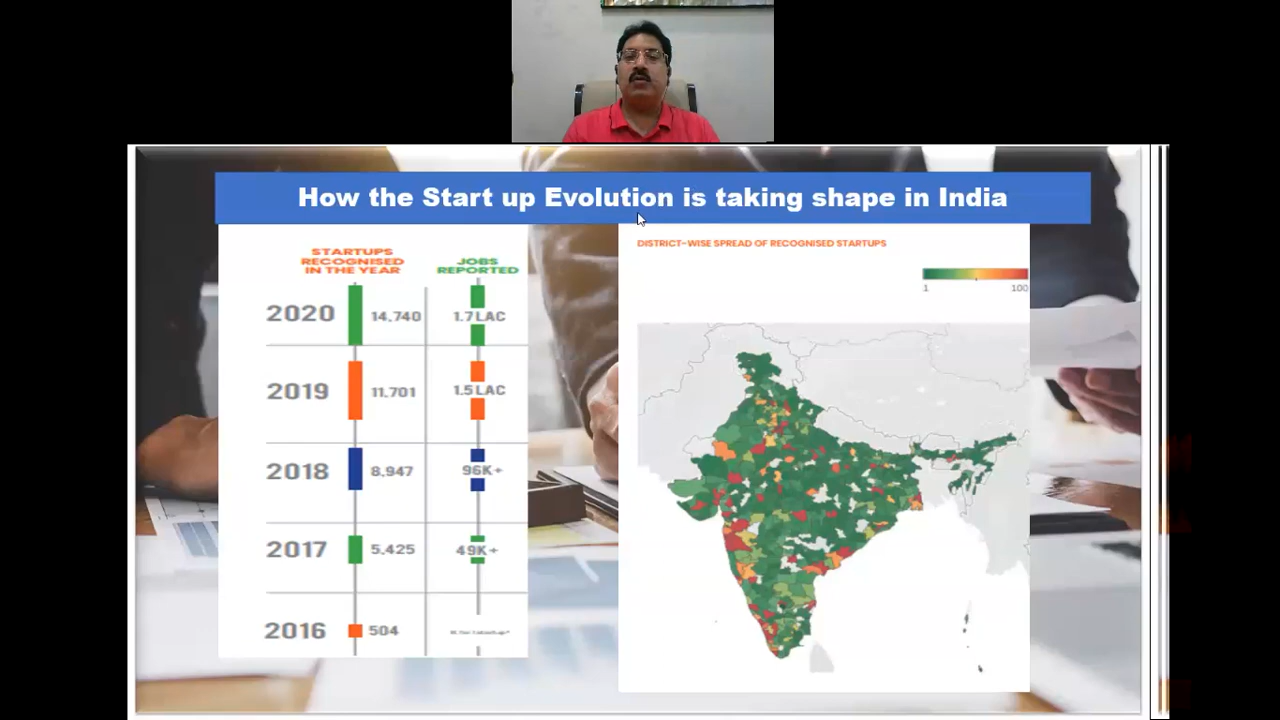 How the Start up Evolution is taking shape in India
STARTUPS
RECOGNISED
IN THE YEAR
JOBS
REPORTED
2020 14,740 1.7 LAC
2019 11,701 1.5 LAC
2018 8,947 96K+
2017 5,425 49K+
2016 504
DISTRICT-WISE SPREAD OF RECOGNISED STARTUPS
1 100